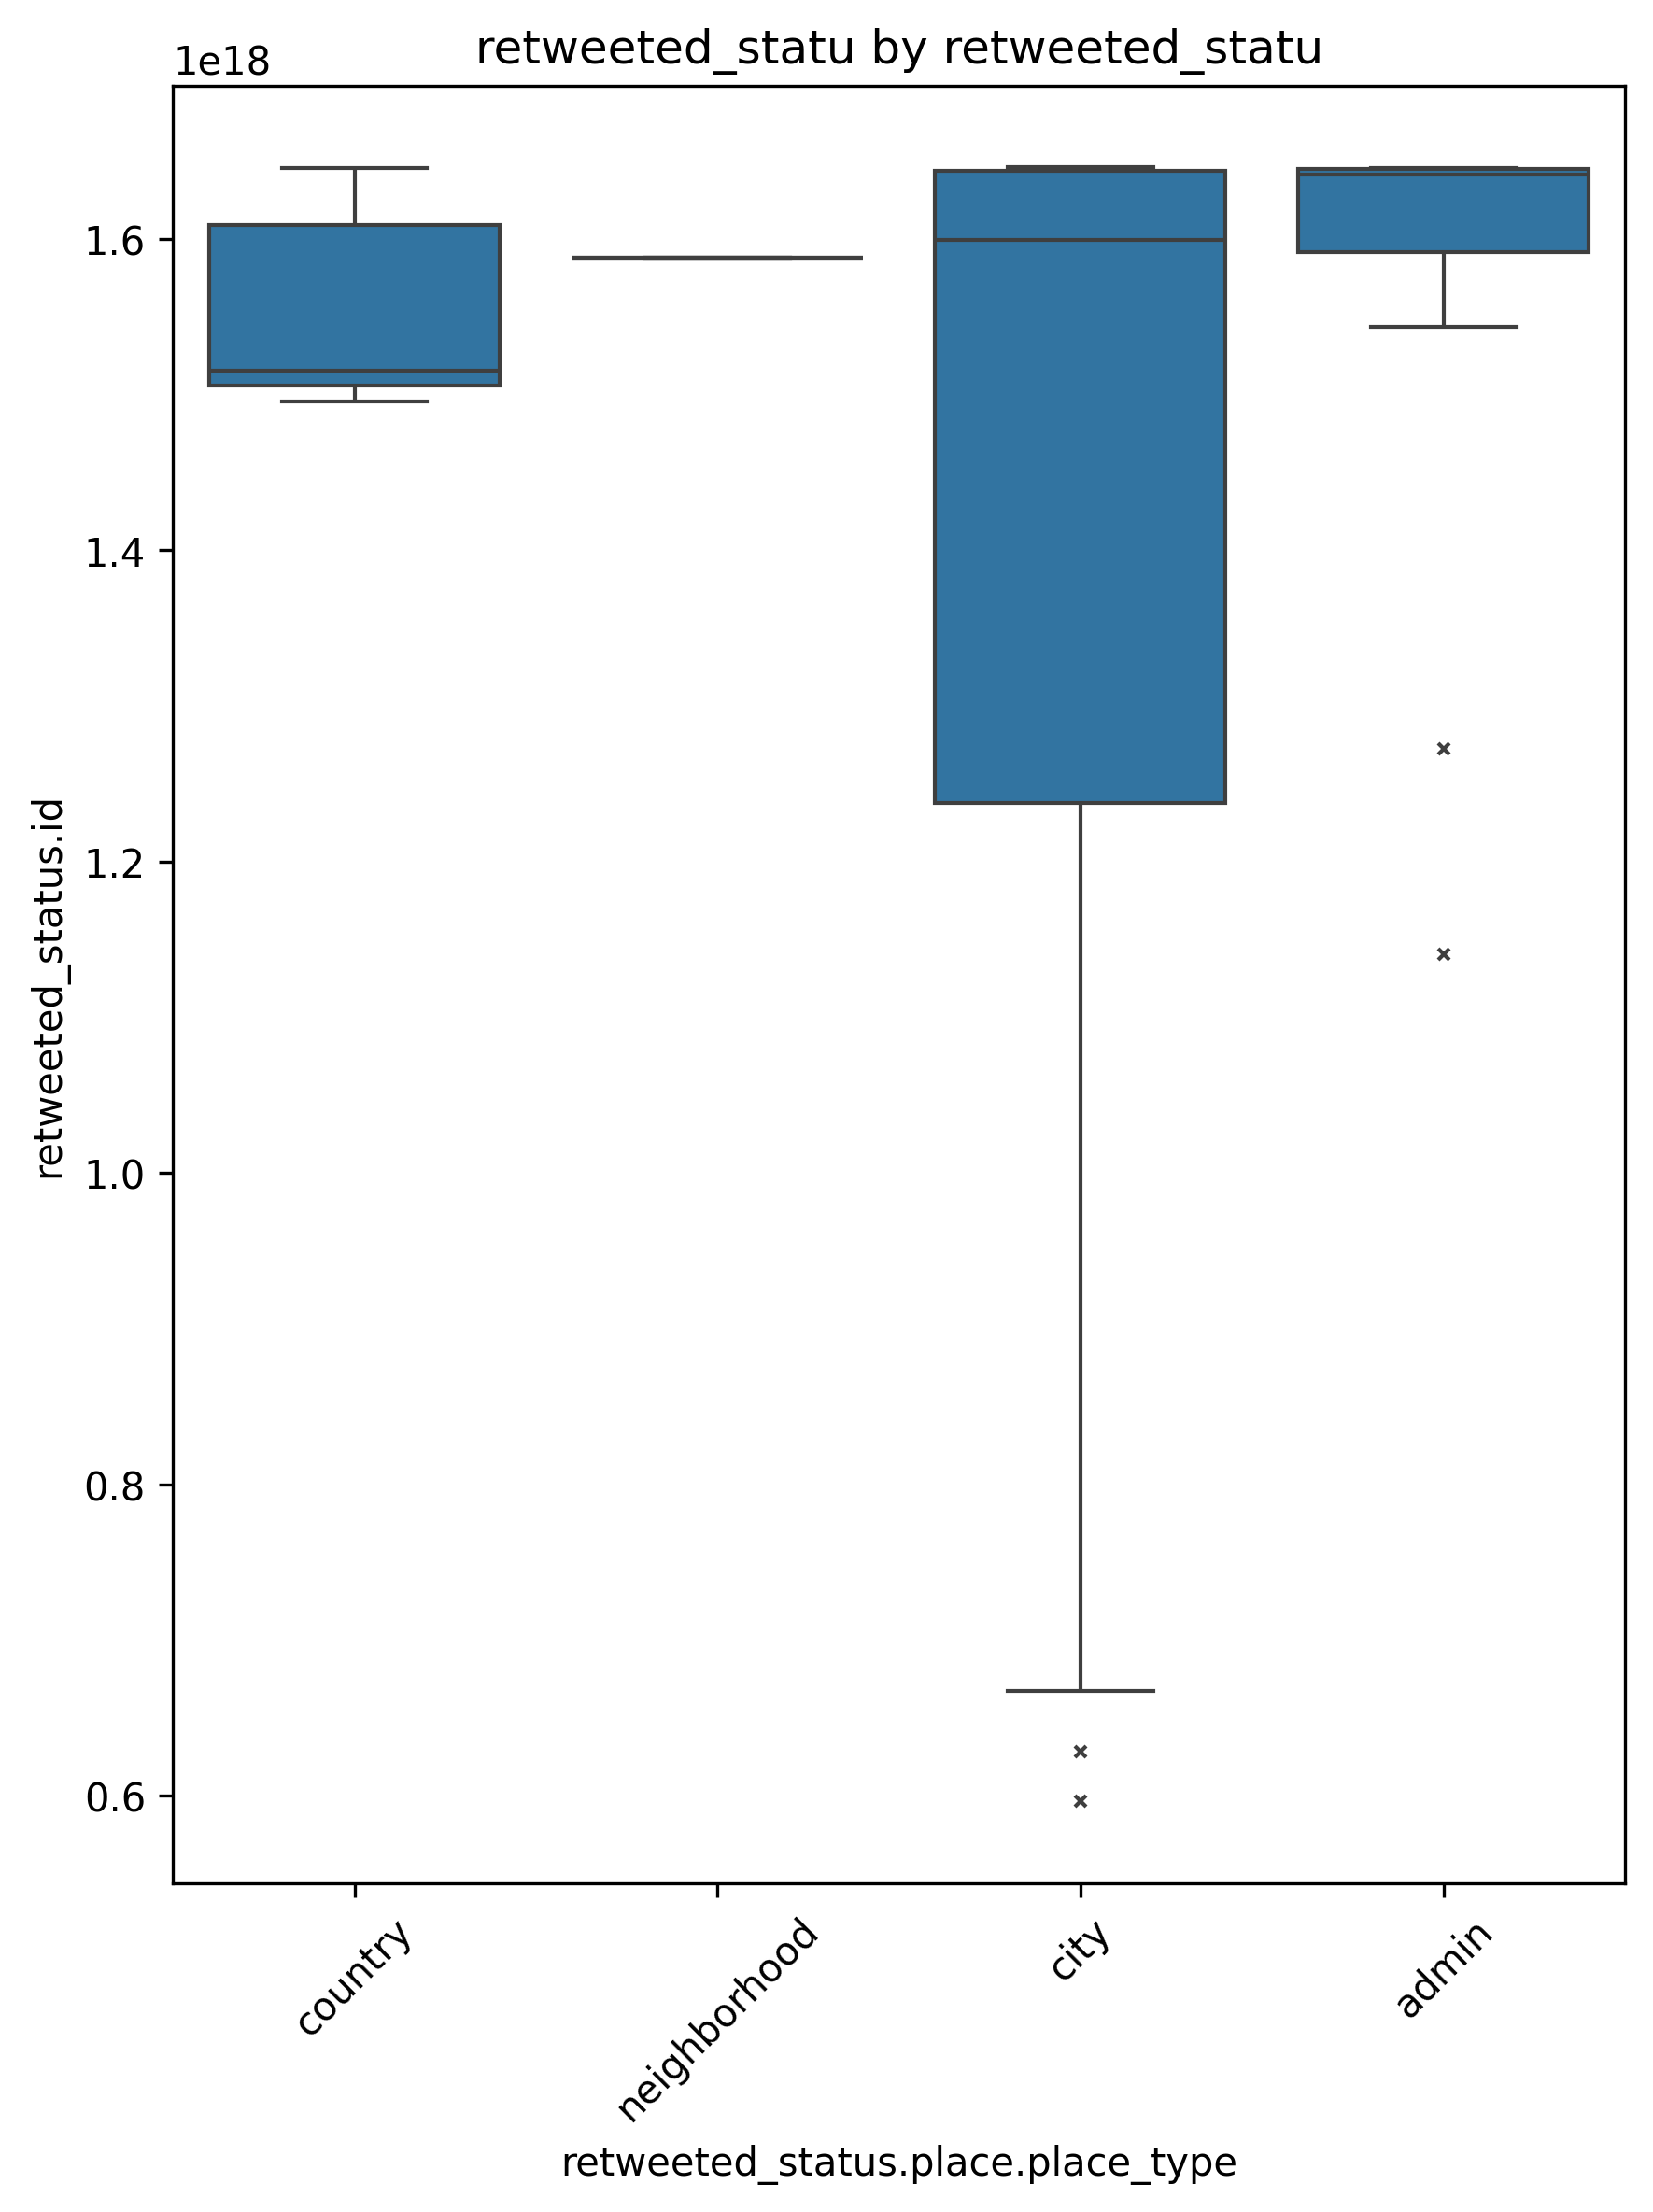 retweeted_statu by retweeted_statu
1e18
1.6
1.4
1.2
1.0
0.8
0.6
retweeted_status.id
country
neighborhood
city
admin
retweeted_status.place.place_type